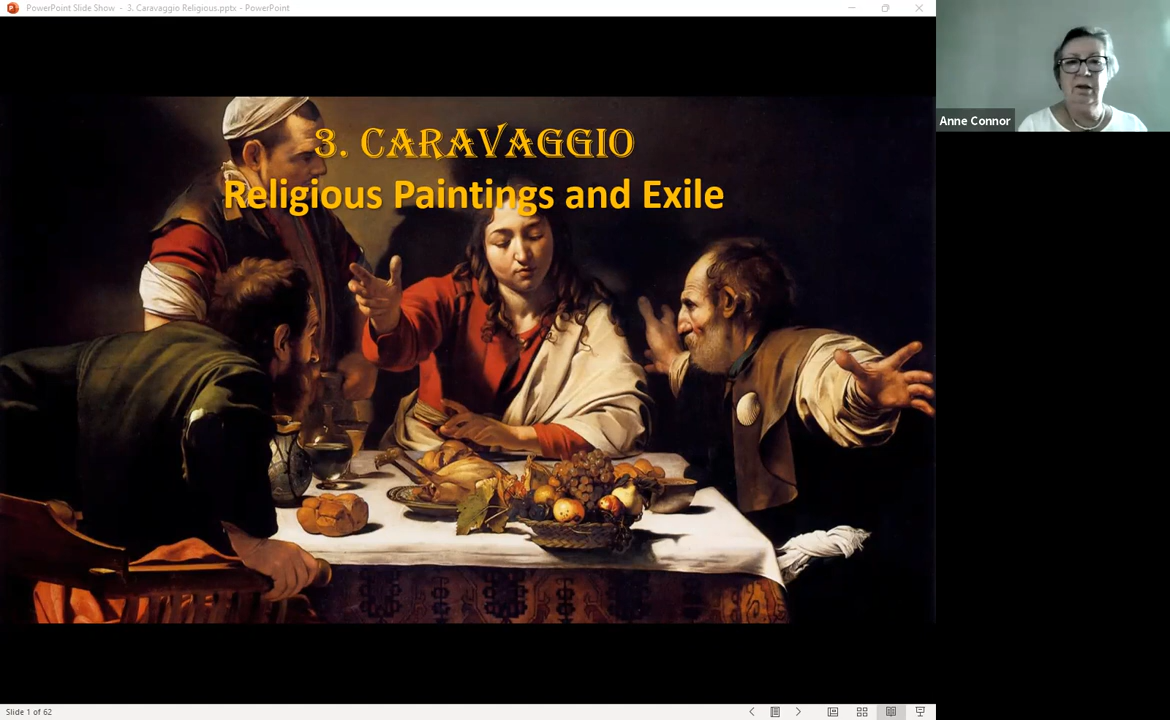 PowerPoint Slide Show - 3. Caravaggio Religious.pptx - PowerPoint
Anne Connor
3. CARAVAGGIO
Religious Paintings and Exile
Slide 1 of 62